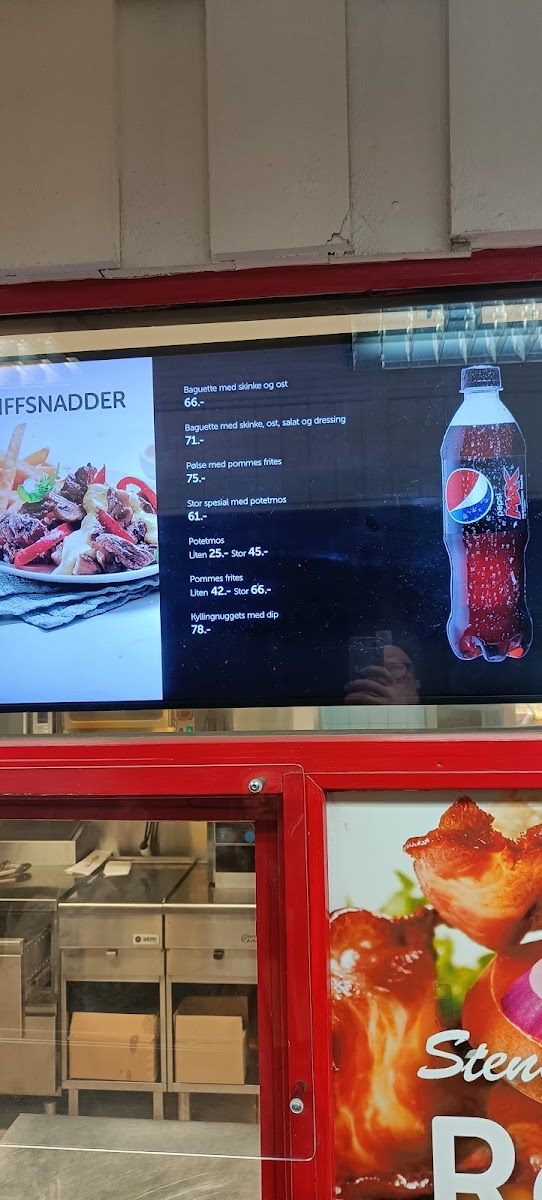 IFFSNADDER
Baguette med skinke og ost
66.-
Baguette med skinke, ost, salat og dressing
71.-
Pølse med pommes frites
75.-
Stor spesial med potetmos
61.-
Potetmos
Liten 25.- Stor 45.-
Pommes frites
Liten 42.- Stor 66.-
Kyllingnuggets med dip
78.-
pepsi
MAX
Sten
R